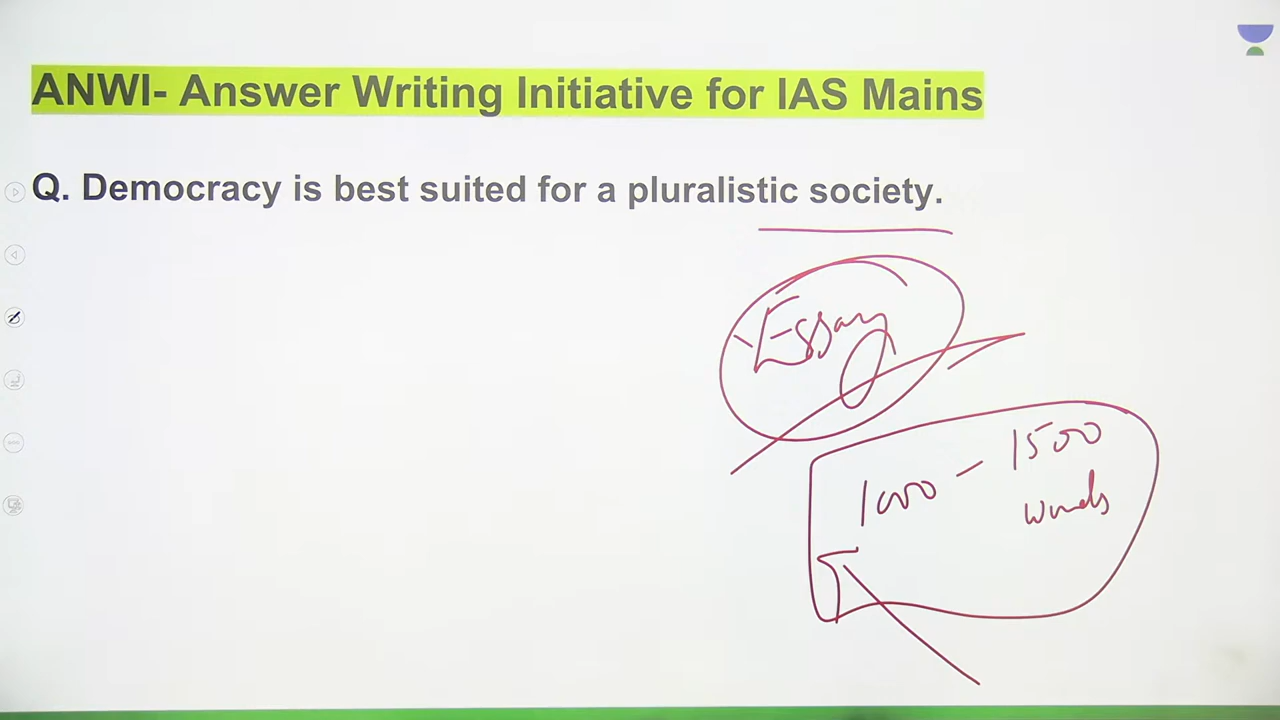 ANWI- Answer Writing Initiative for IAS Mains
Q. Democracy is best suited for a pluralistic society.
Essay
1000 - 1500
words